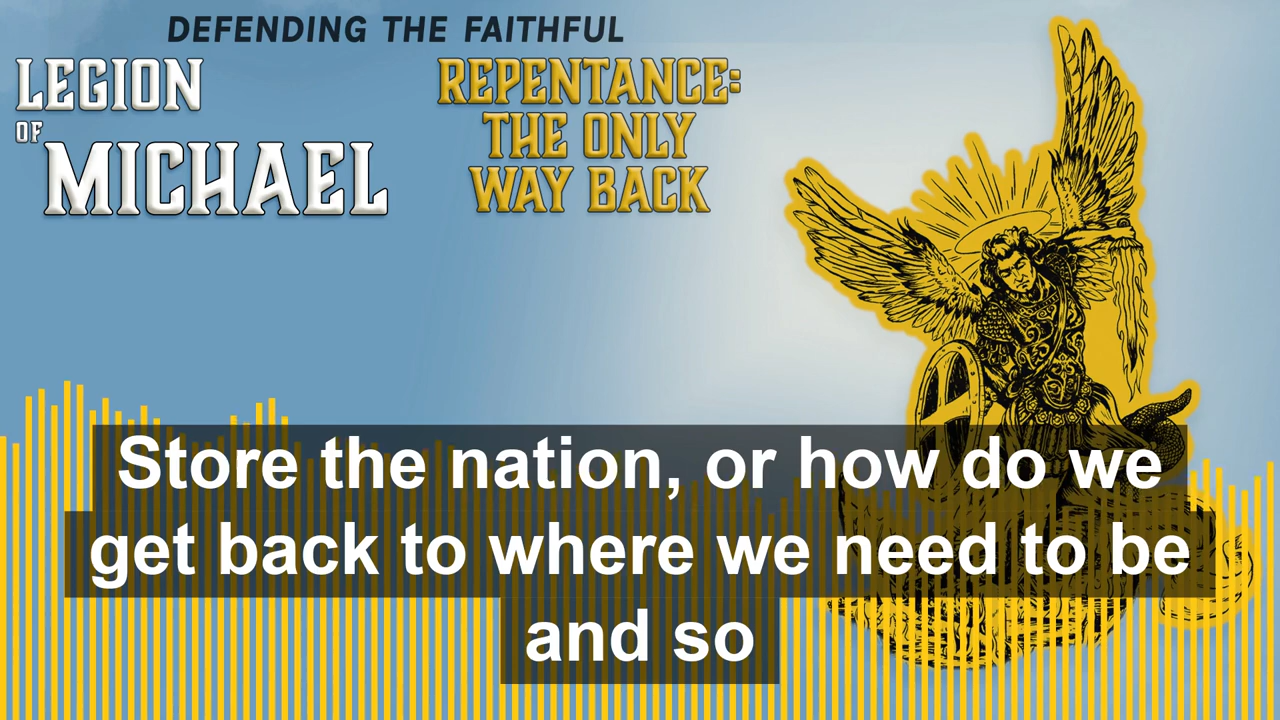 DEFENDING THE FAITHFUL
LEGION
OF
MICHAEL
REPENTANCE:
THE ONLY
WAY BACK
Store the nation, or how do we
get back to where we need to be
and so